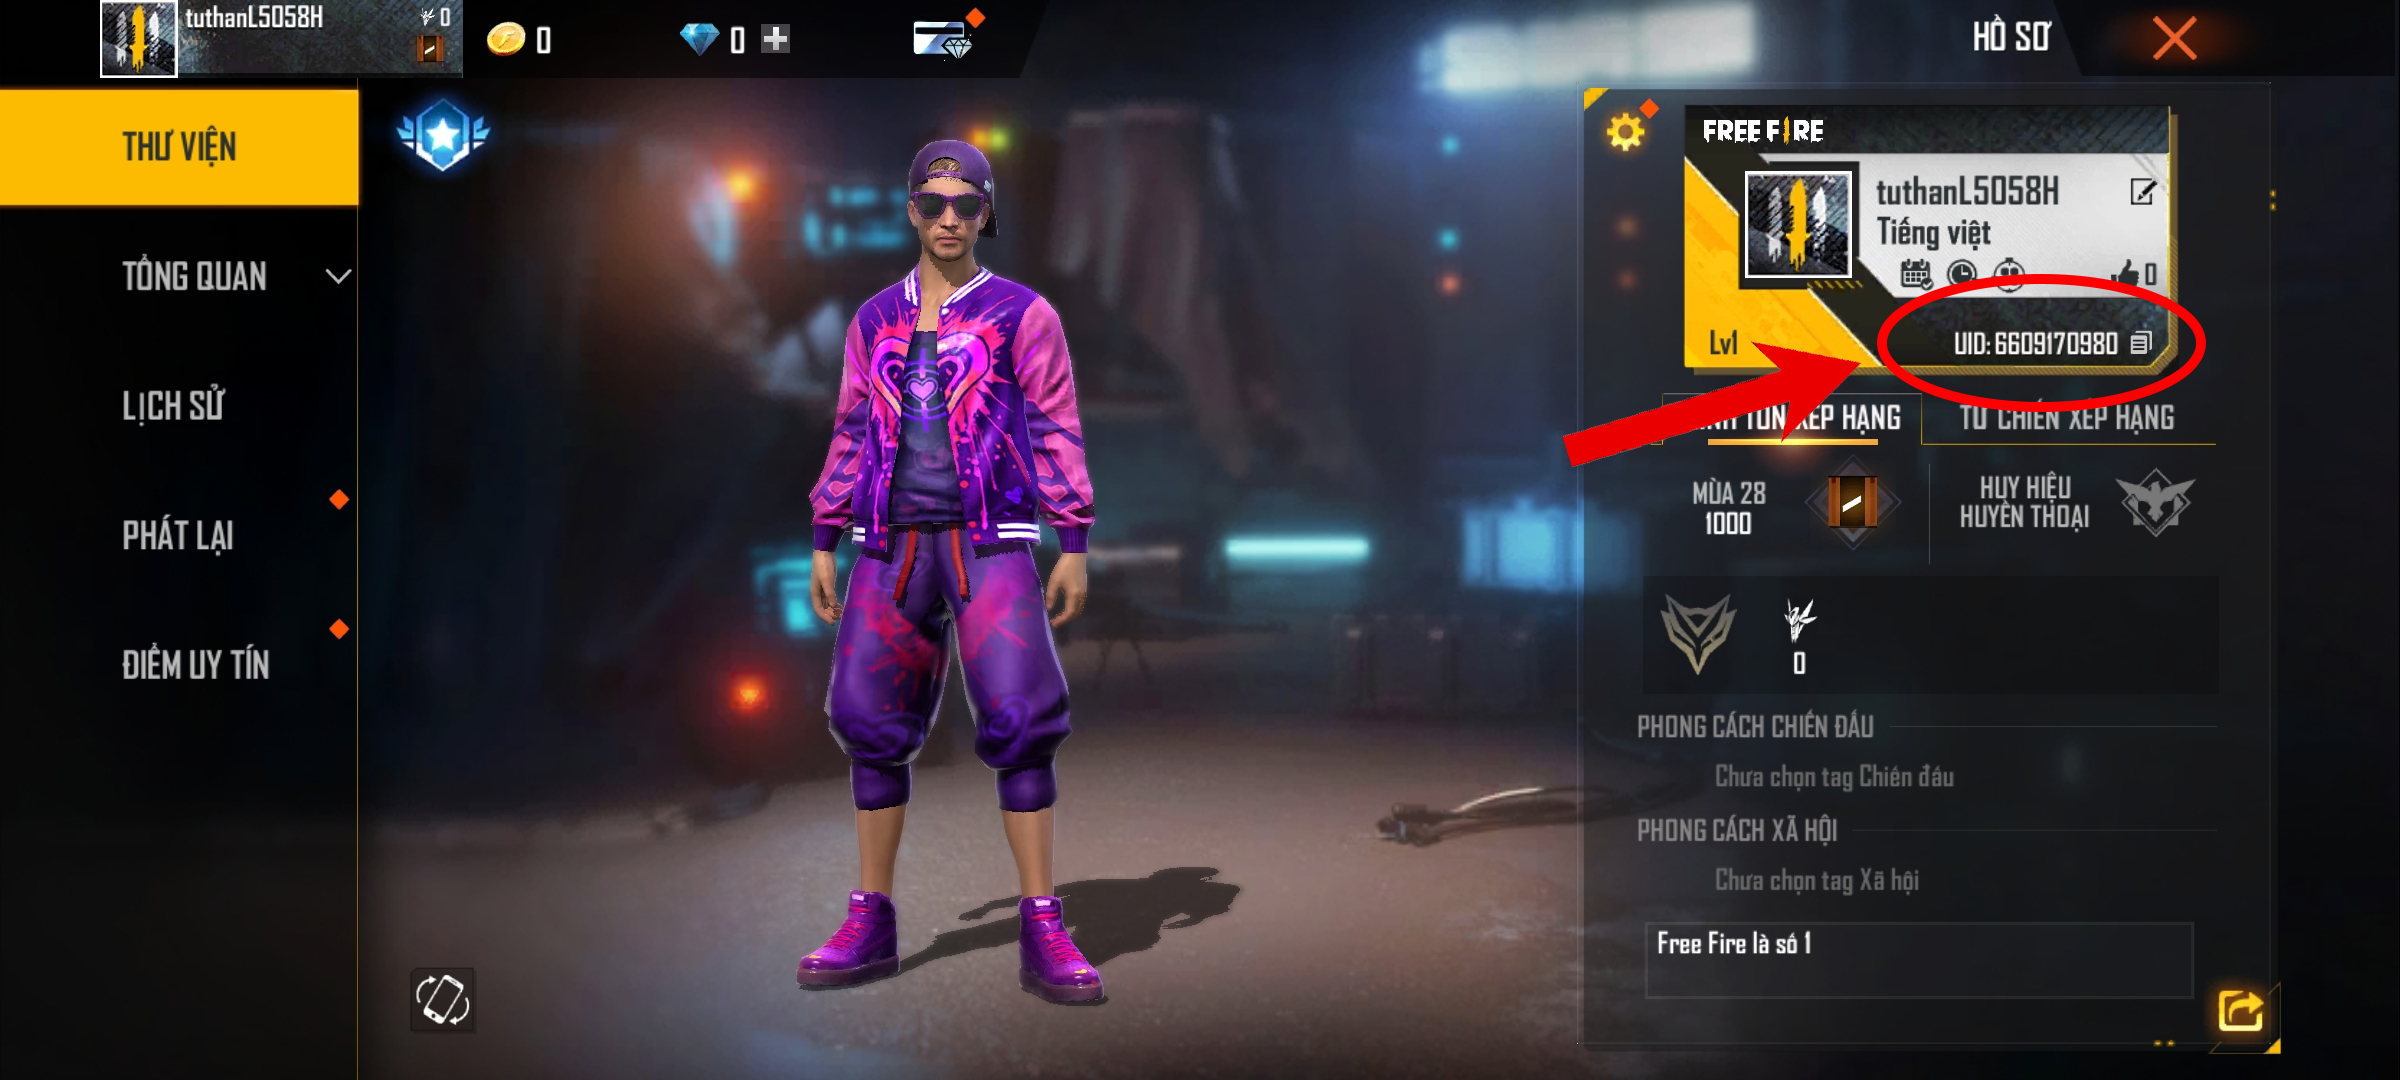 tuthanL5058H
0
0
0
HỒ SƠ
THƯ VIỆN
TỔNG QUAN
LỊCH SỬ
PHÁT LẠI
ĐIỂM UY TÍN
FREE FIRE
tuthanL5058H
Tiếng việt
0
Lv1
UID: 6609170980
XẾP HẠNG
TỬ CHIẾN XẾP HẠNG
MÙA 28
1000
HUY HIỆU
HUYỀN THOẠI
0
PHONG CÁCH CHIẾN ĐẤU
Chưa chọn tag Chiến đấu
PHONG CÁCH XÃ HỘI
Chưa chọn tag Xã hội
Free Fire là số 1